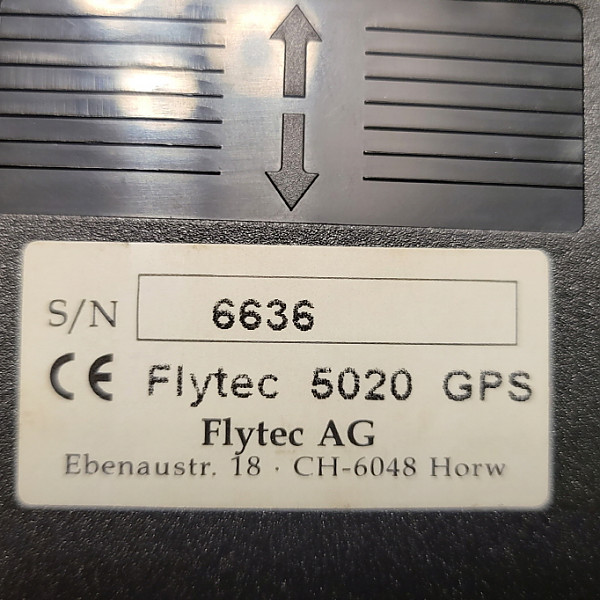 S/N 6636
CE Flytec 5020 GPS
Flytec AG
Ebenaustr. 18 · CH-6048 Horw